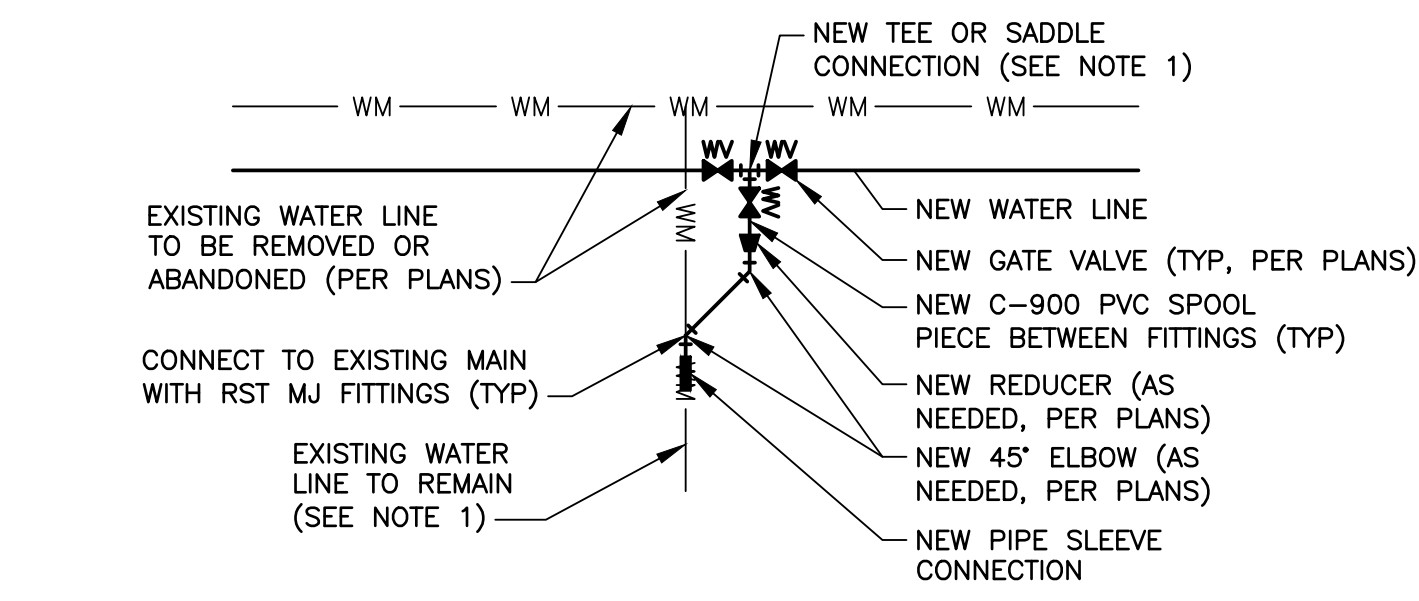 NEW TEE OR SADDLE
CONNECTION (SEE NOTE 1)
WM WM WM WM WM
WV WV
WV
WM
WM
EXISTING WATER LINE
TO BE REMOVED OR
ABANDONED (PER PLANS)
CONNECT TO EXISTING MAIN
WITH RST MJ FITTINGS (TYP)
EXISTING WATER
LINE TO REMAIN
(SEE NOTE 1)
NEW WATER LINE
NEW GATE VALVE (TYP, PER PLANS)
NEW C-900 PVC SPOOL
PIECE BETWEEN FITTINGS (TYP)
NEW REDUCER (AS
NEEDED, PER PLANS)
NEW 45° ELBOW (AS
NEEDED, PER PLANS)
NEW PIPE SLEEVE
CONNECTION